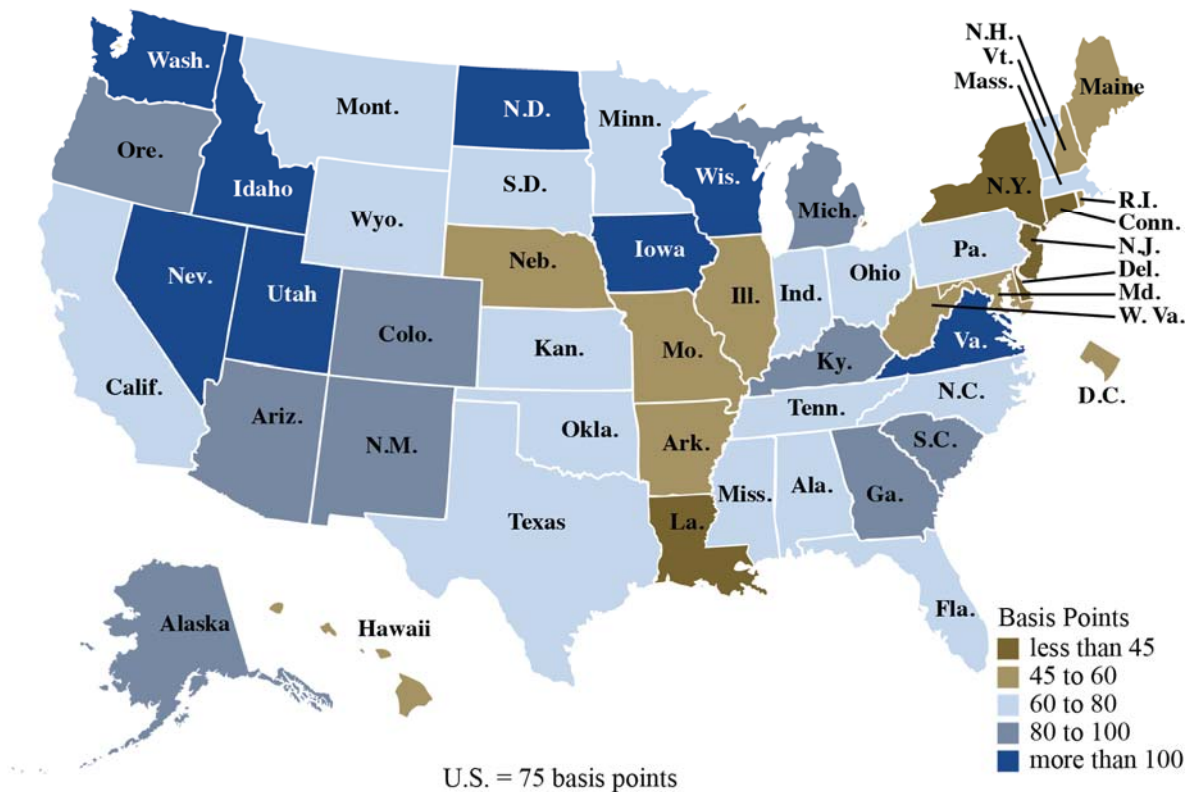 N.H.
Vt.
Mass.
Maine
Wash.
Mont.
N.D.
Minn.
Ore.
Idaho
S.D.
Wis.
Mich.
N.Y.
R.I.
Conn.
N.J.
Del.
Md.
W. Va.
Wyo.
Iowa
Neb.
Pa.
Nev.
Utah
Ill.
Ind.
Ohio
Colo.
Kan.
Mo.
Ky.
Va.
D.C.
Calif.
Ariz.
N.M.
Okla.
Ark.
Tenn.
N.C.
S.C.
Texas
La.
Miss.
Ala.
Ga.
Fla.
Alaska
Hawaii
Basis Points
less than 45
45 to 60
60 to 80
80 to 100
more than 100
U.S. = 75 basis points